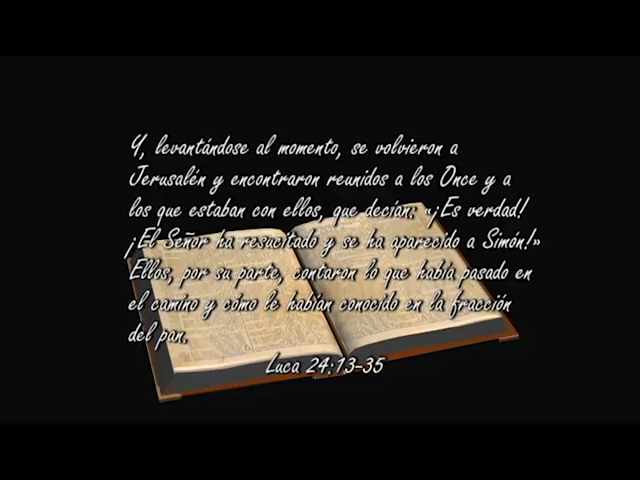 Y, levantándose al momento, se volvieron a
Jerusalén y encontraron reunidos a los Once y a
los que estaban con ellos, que decían: «¡Es verdad!
¡El Señor ha resucitado y se ha aparecido a Simón!»
Ellos, por su parte, contaron lo que había pasado en
el camino y cómo le habían conocido en la fracción
del pan.
Luca 24:13-35